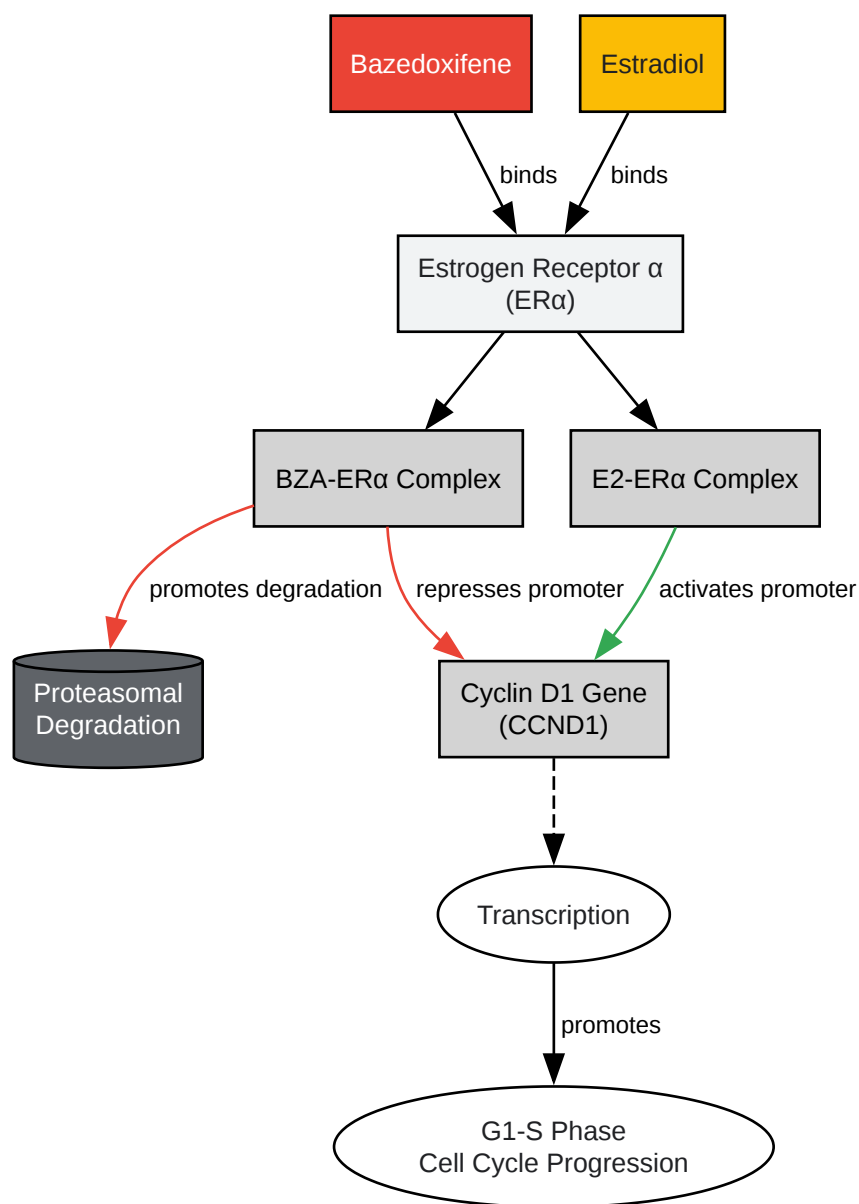 Bazedoxifene
Estradiol
binds
binds
Estrogen Receptor α
(ERα)
BZA-ERα Complex
E2-ERα Complex
promotes degradation
represses promoter
activates promoter
Proteasomal
Degradation
Cyclin D1 Gene
(CCND1)
Transcription
promotes
G1-S Phase
Cell Cycle Progression